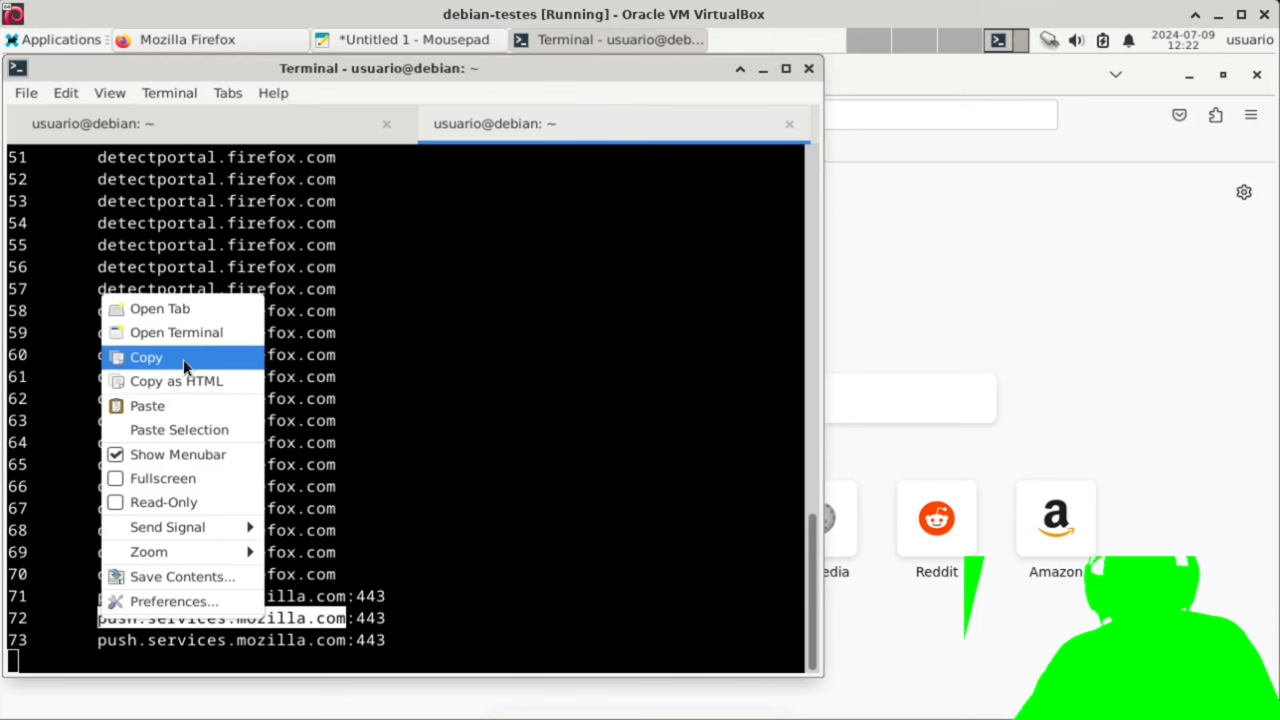 debian-testes [Running] - Oracle VM VirtualBox
Applications
Mozilla Firefox
*Untitled 1 - Mousepad
Terminal - usuario@deb...
2024-07-09
12:22
usuario
Terminal - usuario@debian: ~
File Edit View Terminal Tabs Help
usuario@debian: ~
usuario@debian: ~
51 detectportal.firefox.com
52 detectportal.firefox.com
53 detectportal.firefox.com
54 detectportal.firefox.com
55 detectportal.firefox.com
56 detectportal.firefox.com
57 detectportal.firefox.com
58 fox.com
59 fox.com
60 fox.com
61 fox.com
62 fox.com
63 fox.com
64 fox.com
65 fox.com
66 fox.com
67 fox.com
68 fox.com
69 fox.com
70 fox.com
71 illa.com:443
72 push.services.mozilla.com:443
73 push.services.mozilla.com:443
Open Tab
Open Terminal
Copy
Copy as HTML
Paste
Paste Selection
Show Menubar
Fullscreen
Read-Only
Send Signal
Zoom
Save Contents...
Preferences...
edia
Reddit
a
Amazon